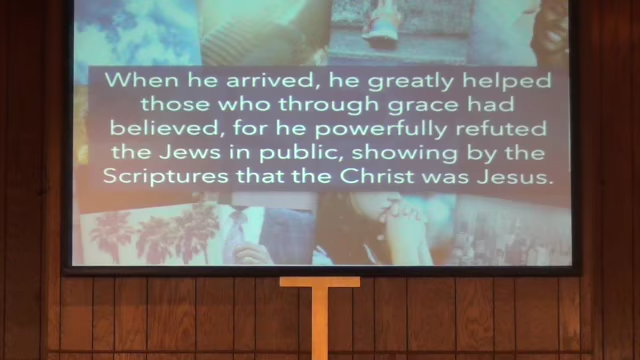 When he arrived, he greatly helped
those who through grace had
believed, for he powerfully refuted
the Jews in public, showing by the
Scriptures that the Christ was Jesus.